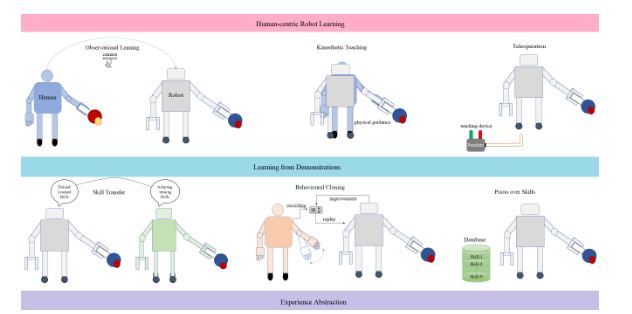 Human-centric Robot Learning
Observational Learning
camera
Human
Robot
Kinesthetic Teaching
physical guidance
Teleoperation
teaching device
Learning from Demonstrations
Skill Transfer
Trained
Learned
Skills
Adapting
Missing
Skills
Behavioural Cloning
recording
improvement
replay
Priors over Skills
Database
Skill-1
Skill-2
Skill-N
Experience Abstraction